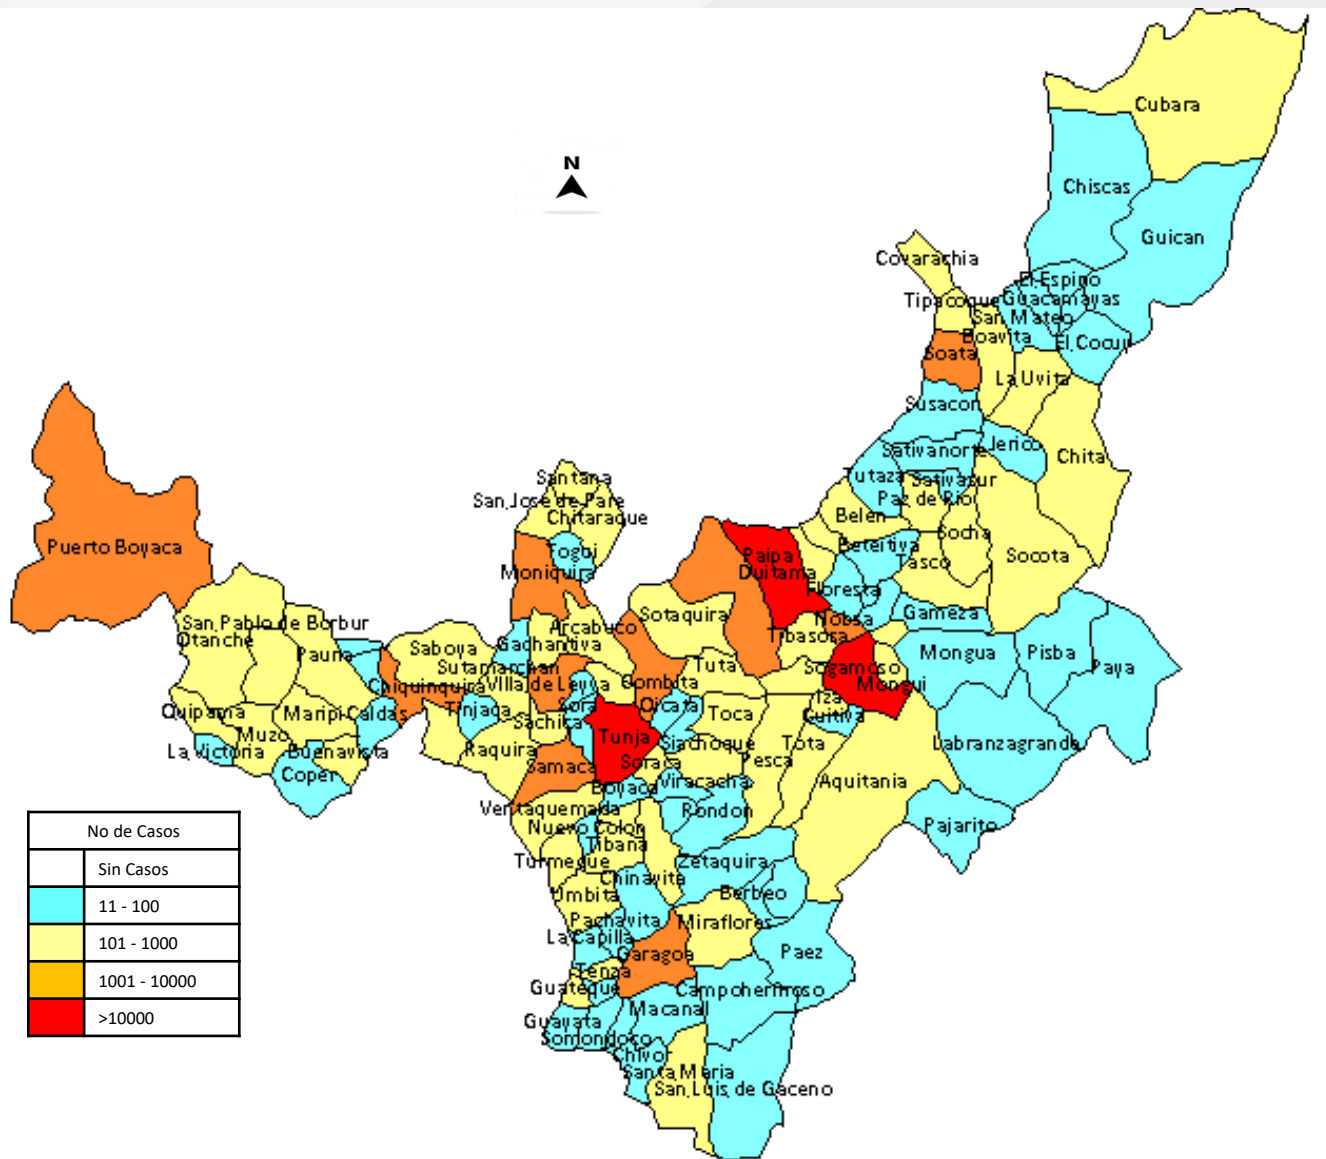 Cubara
N
Chiscas
Guican
Covarachia
El Espino
Tipacoque
Guacamayas
San Mateo
Boavita
El Cocuy
Soata
La Uvita
Susacon
Sativanorte
Jerico
Chita
Tutaza
Sativasur
Paz de Rio
Santana
San Jose de Pare
Chitaraque
Belen
Socha
Beteitiva
Tasco
Socota
Puerto Boyaca
Togui
Moniquira
Paipa
Duitama
Floresta
Gameza
Nobsa
Tibasosa
San Pablo de Borbur
Otanche
Pauna
Sotaquira
Arcabuco
Gachantiva
Saboya
Sutamarchan
Mongua
Pisba
Paya
Tuta
Sogamoso
Mongui
Chiquinquira
Villa de Leyva
Combita
Iza
Cuitiva
Quipama
Maripi
Caldas
Tinjaca
Sachica
Sora
Oicata
Toca
Muzo
La Victoria
Buenavista
Raquira
Tunja
Siachoque
Tota
Labranzagrande
Coper
Samaca
Soraca
Pesca
Aquitania
Boyaca
Viracacha
Ventaquemada
Rondon
Pajarito
Nuevo Colon
Tibana
Turmeque
Zetaquira
Chinavita
Umbita
Berbeo
Pachavita
Miraflores
La Capilla
Garagoa
Paez
Tenza
Guateque
Campohermoso
Macanal
Guayata
Somondoco
Chivor
Santa Maria
San Luis de Gaceno
No de Casos
Sin Casos
11 - 100
101 - 1000
1001 - 10000
>10000